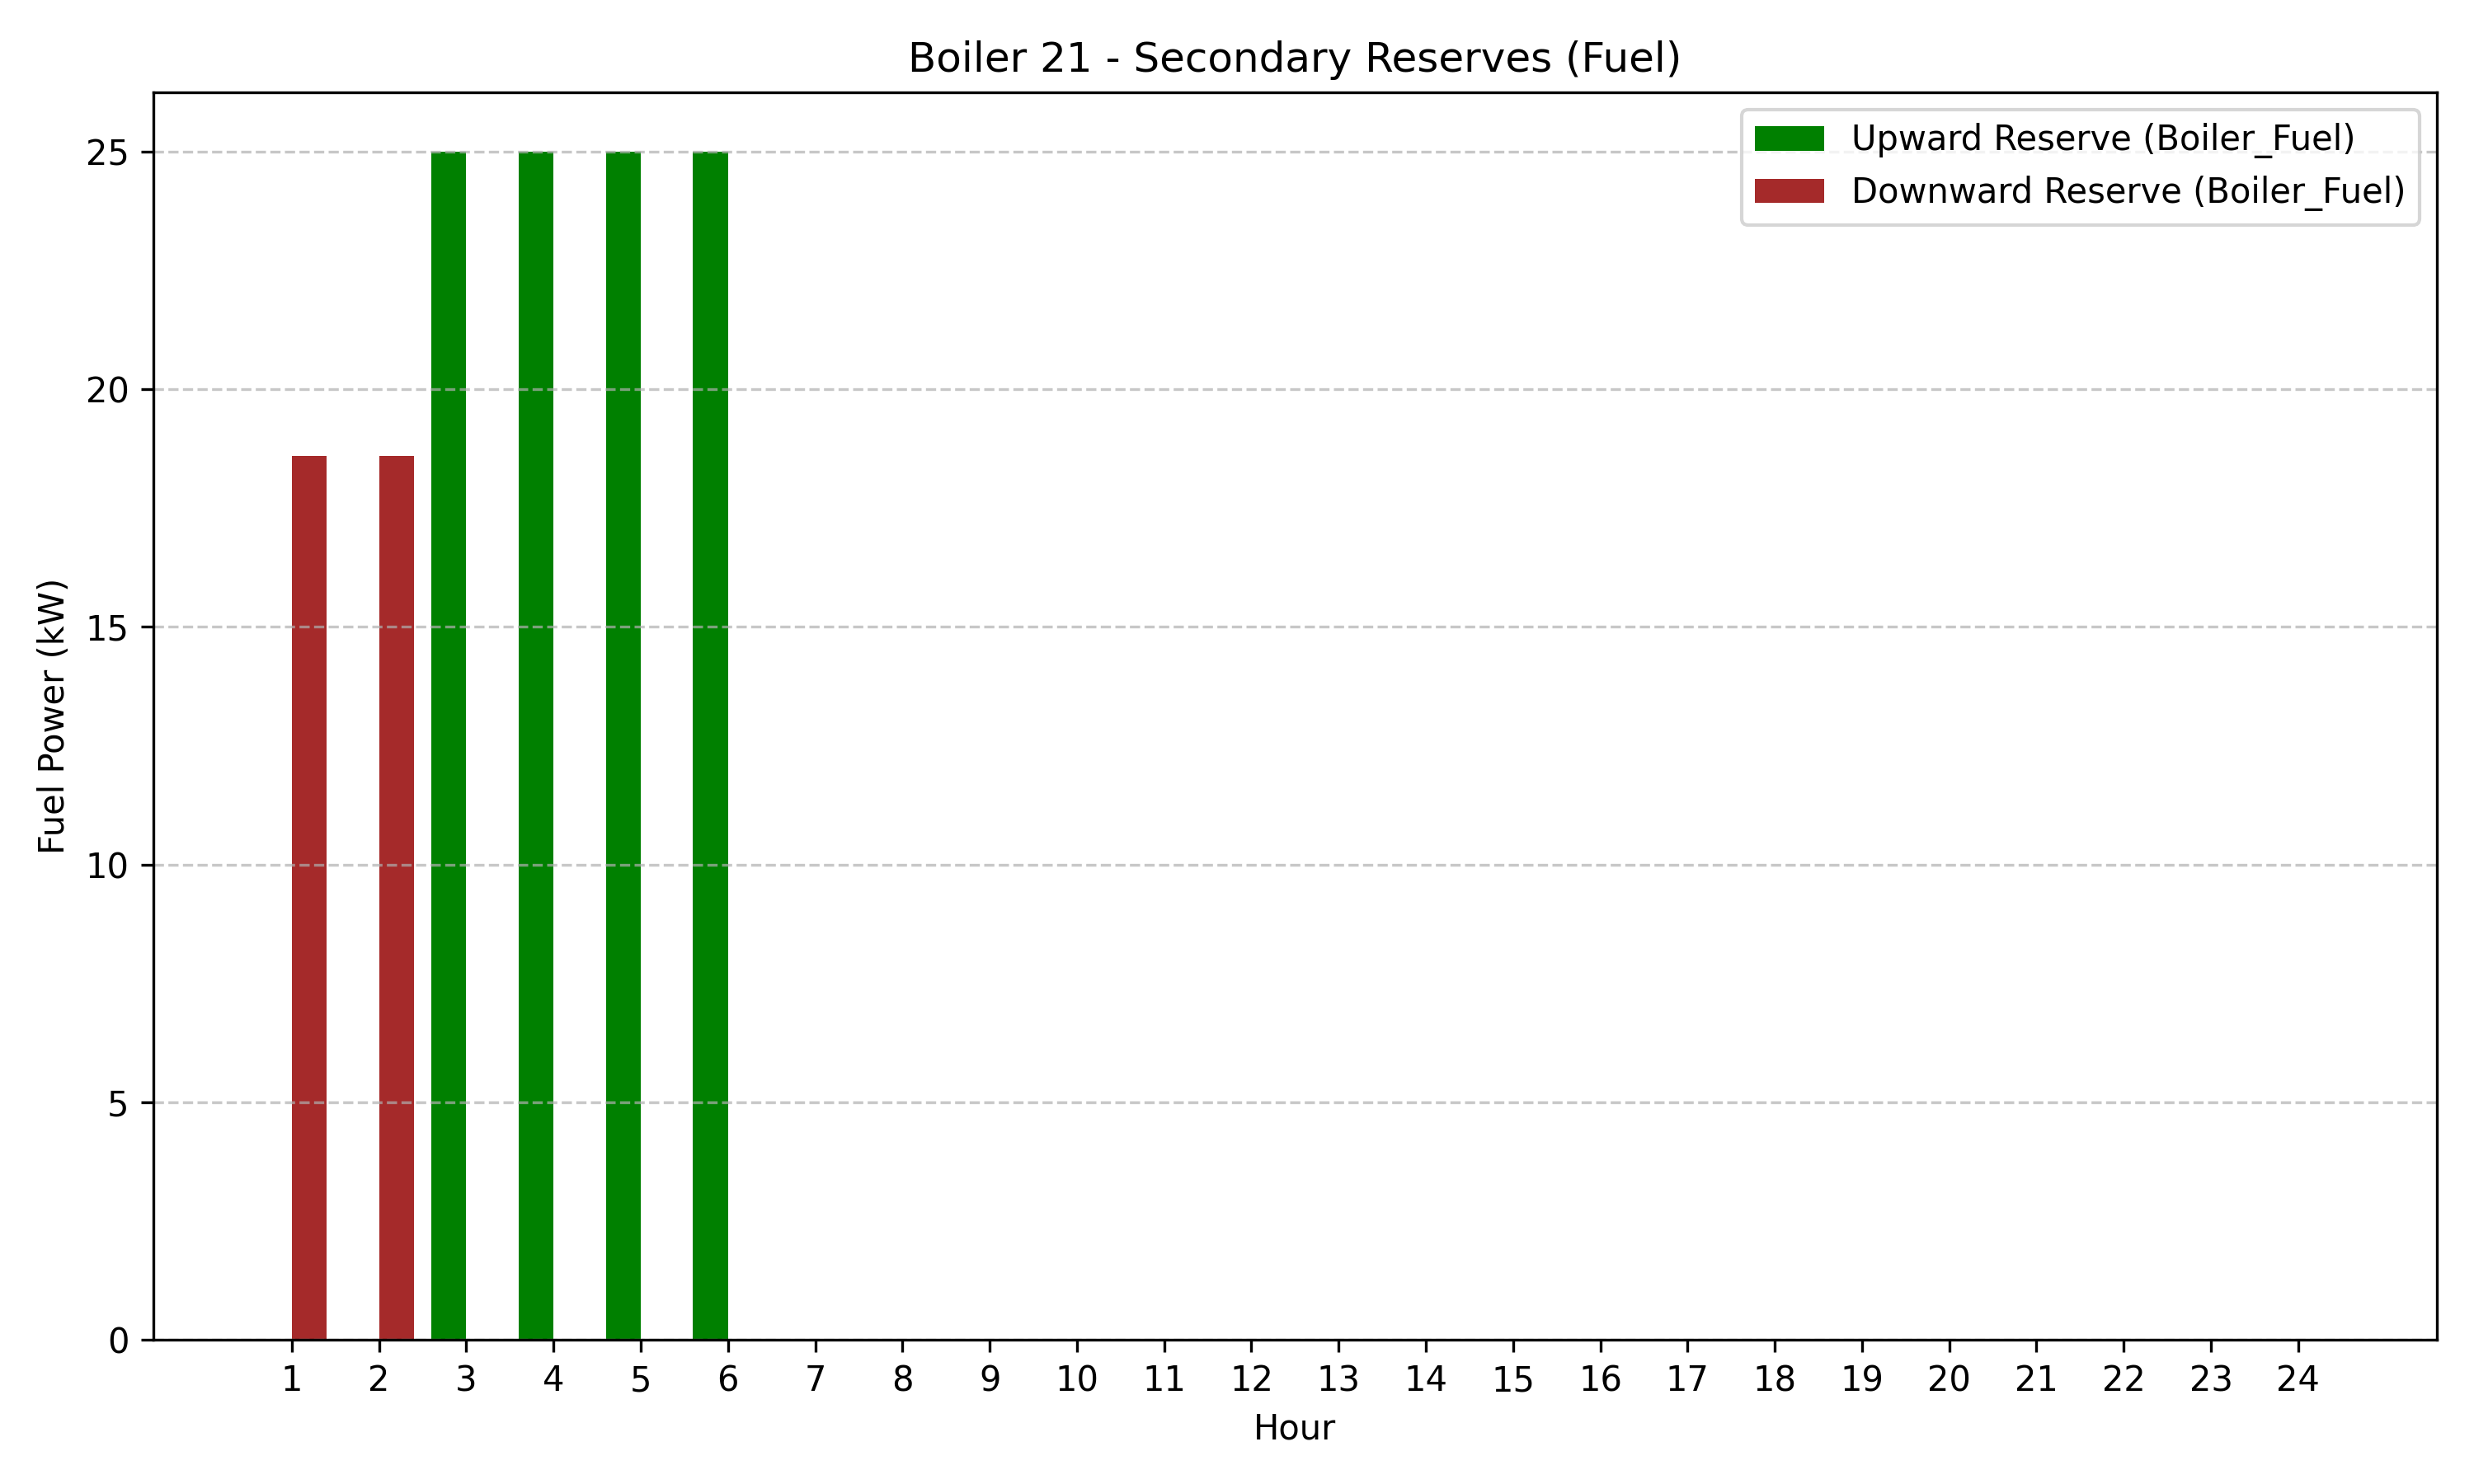 Boiler 21 - Secondary Reserves (Fuel)
Upward Reserve (Boiler_Fuel)
Downward Reserve (Boiler_Fuel)
Fuel Power (kW)
25
20
15
10
5
0
1 2 3 4 5 6 7 8 9 10 11 12 13 14 15 16 17 18 19 20 21 22 23 24
Hour